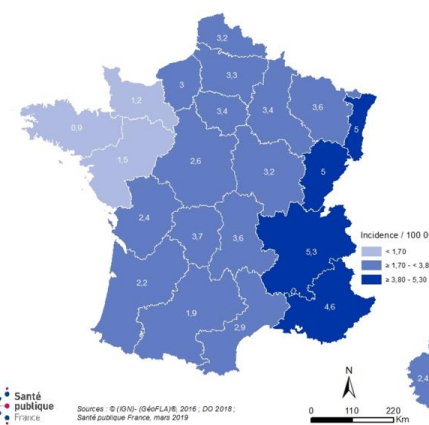 3,2
3
3,3
1,2
3,4
3,4
3,6
5
0,9
1,5
2,6
3,2
5
2,4
3,7
3,6
5,3
2,2
1,9
2,9
4,6
2,4
Incidence / 100 00
< 1,70
≥ 1,70 - < 3,8
≥ 3,80 - 5,30
N
0 110 220
Km
Santé
publique
France
Sources : © (IGN)- (GéoFLA)®, 2016 ; DO 2018 ;
Santé publique France, mars 2019